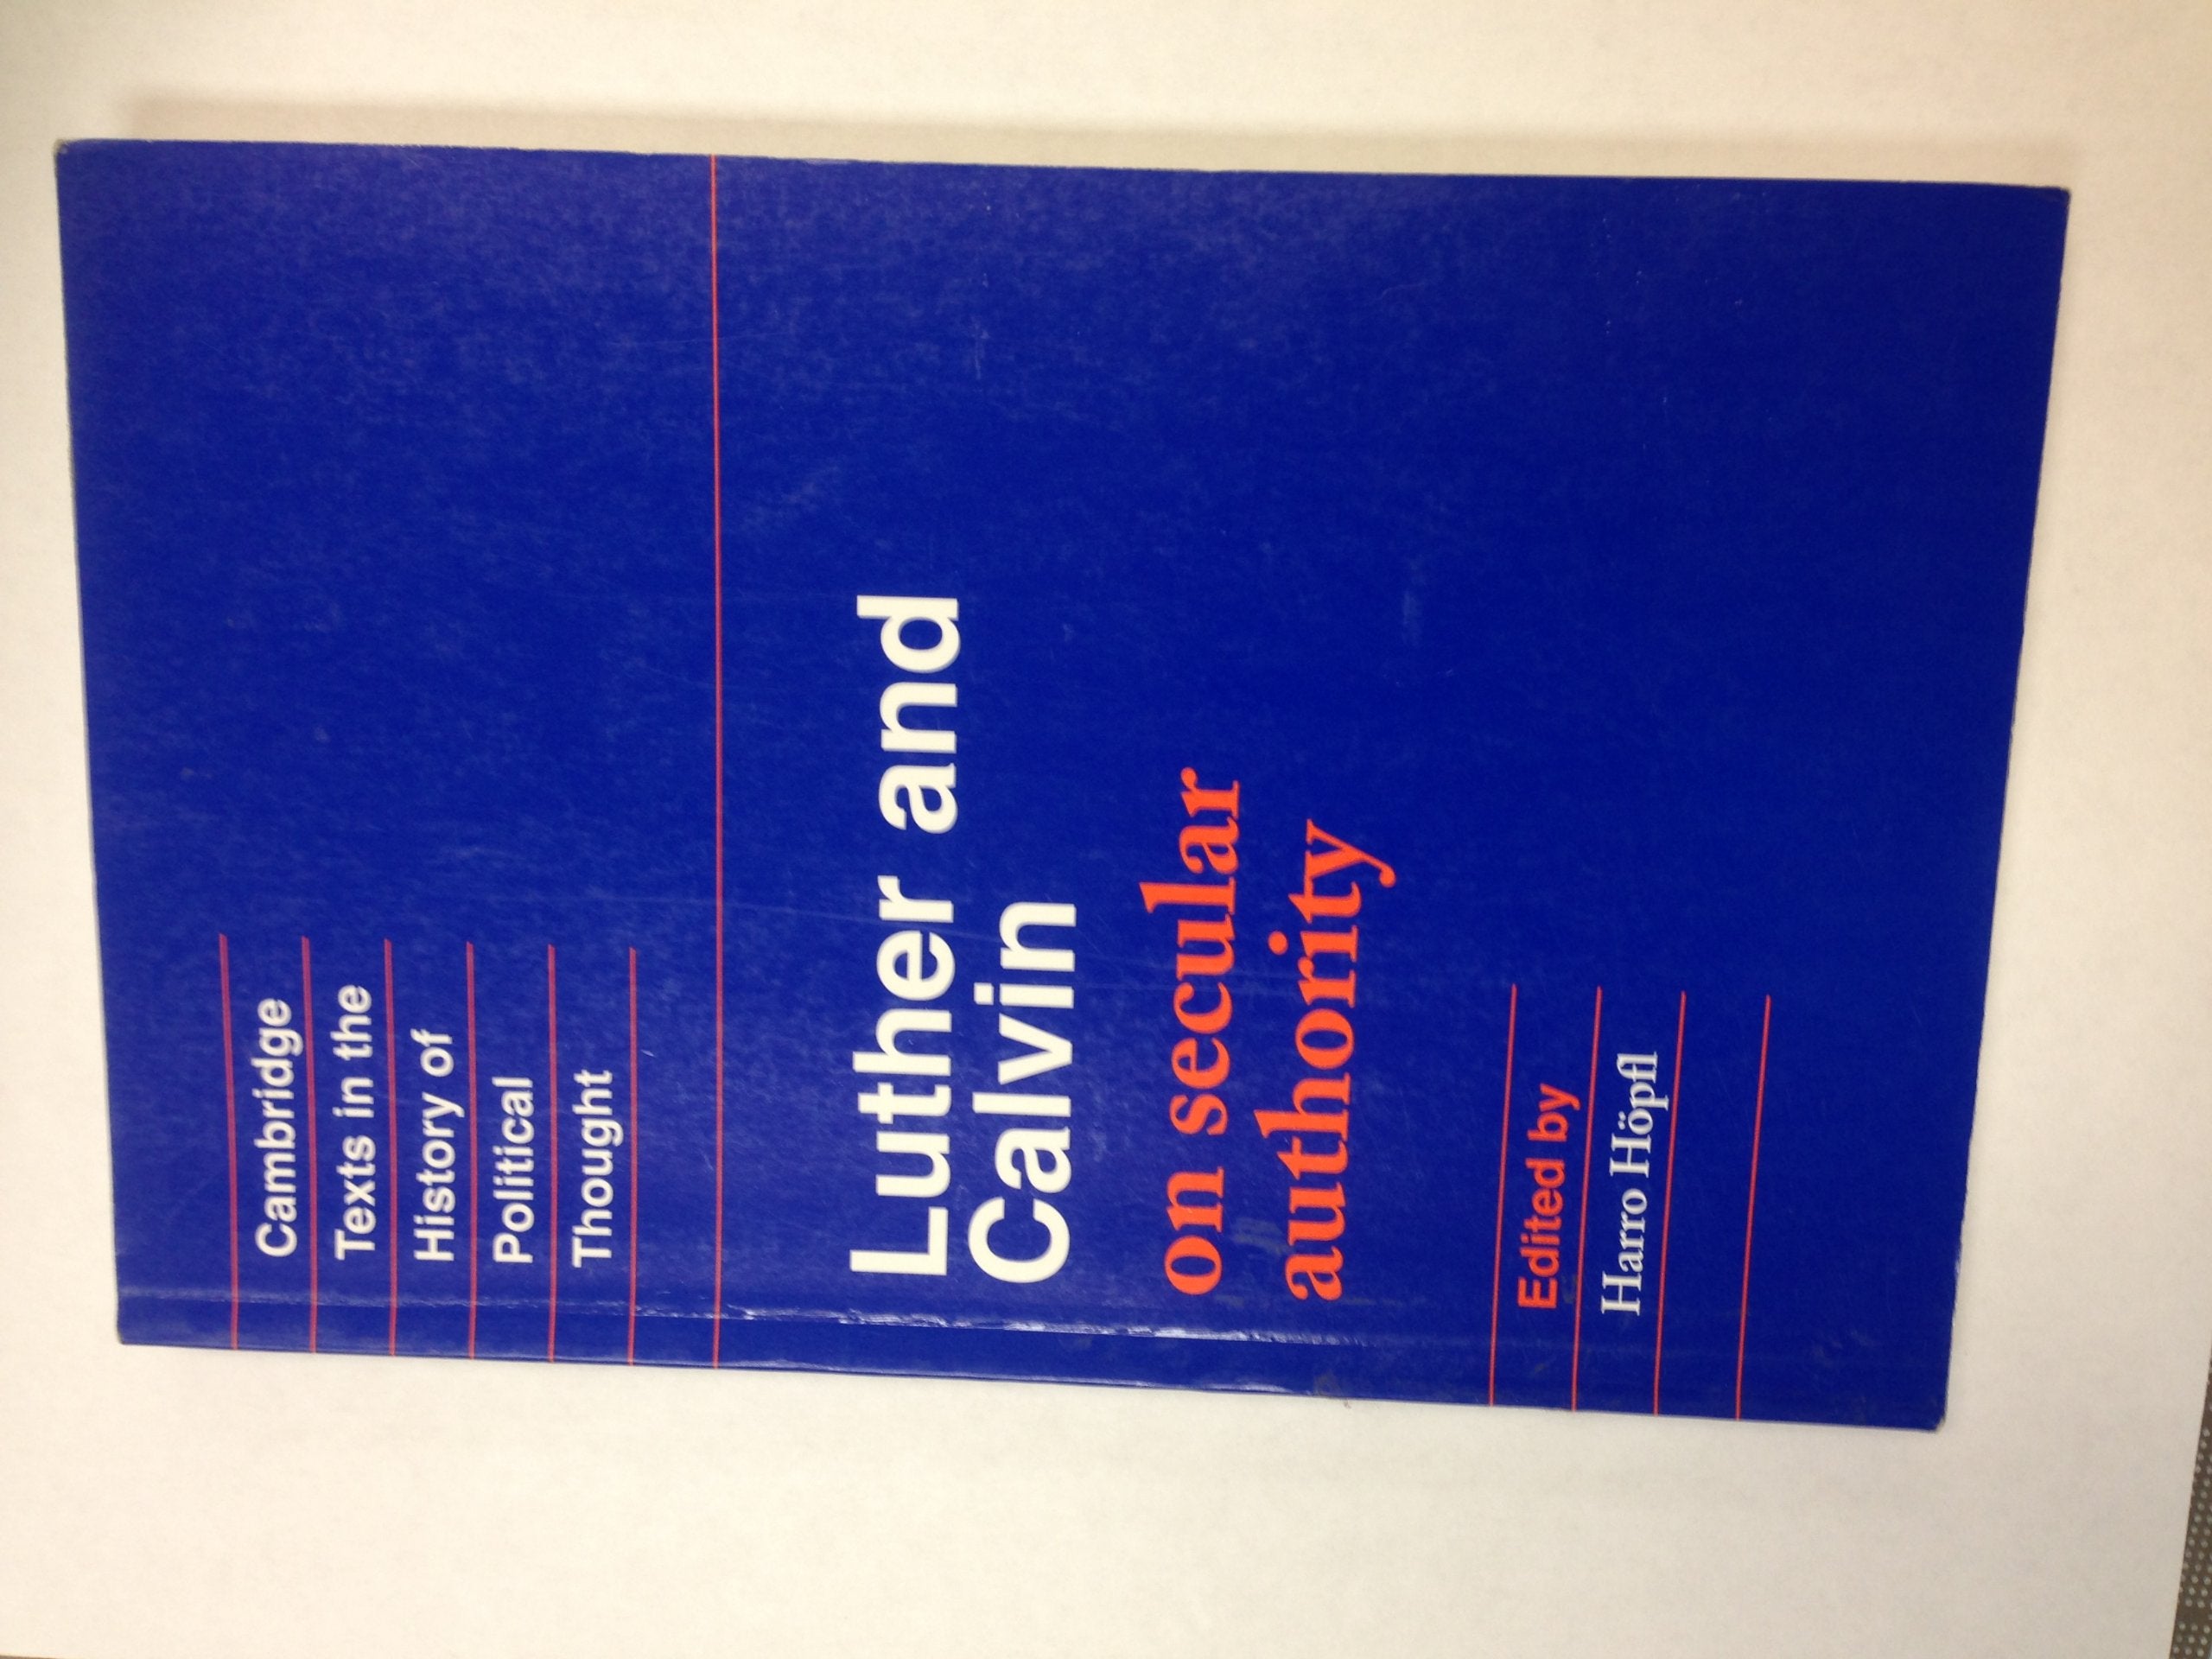 Cambridge
Texts in the
History of
Political
Thought
Luther and
Calvin
on secular
authority
Edited by
Harro Höpfl